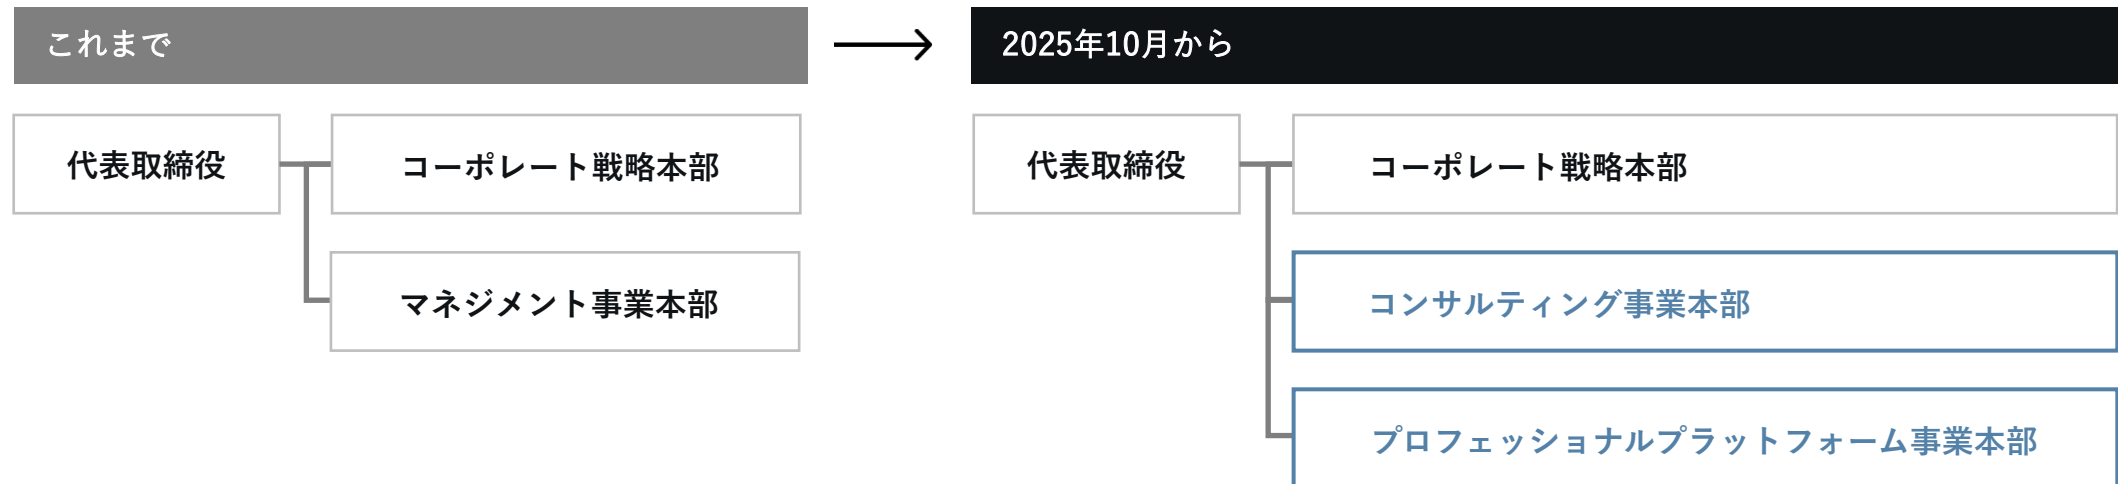 これまで
代表取締役
コーポレート戦略本部
マネジメント事業本部
2025年10月から
代表取締役
コーポレート戦略本部
コンサルティング事業本部
プロフェッショナルプラットフォーム事業本部